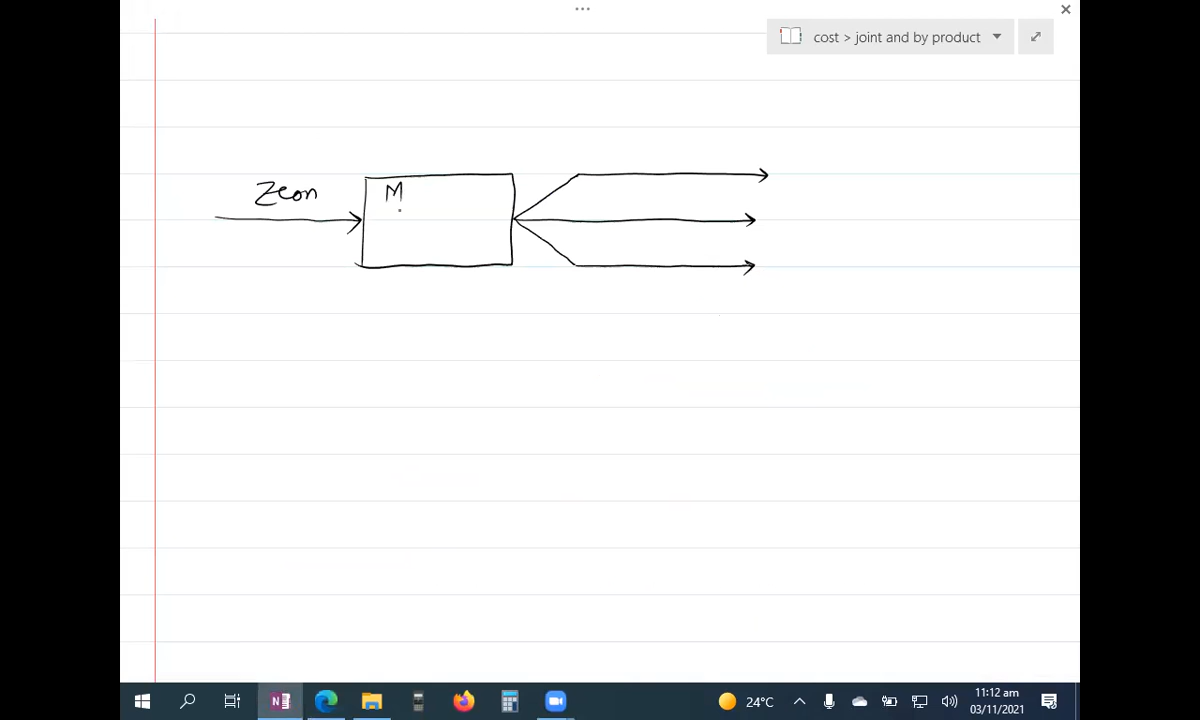 cost > joint and by product
Zeon
M
24°C
11:12 am
03/11/2021